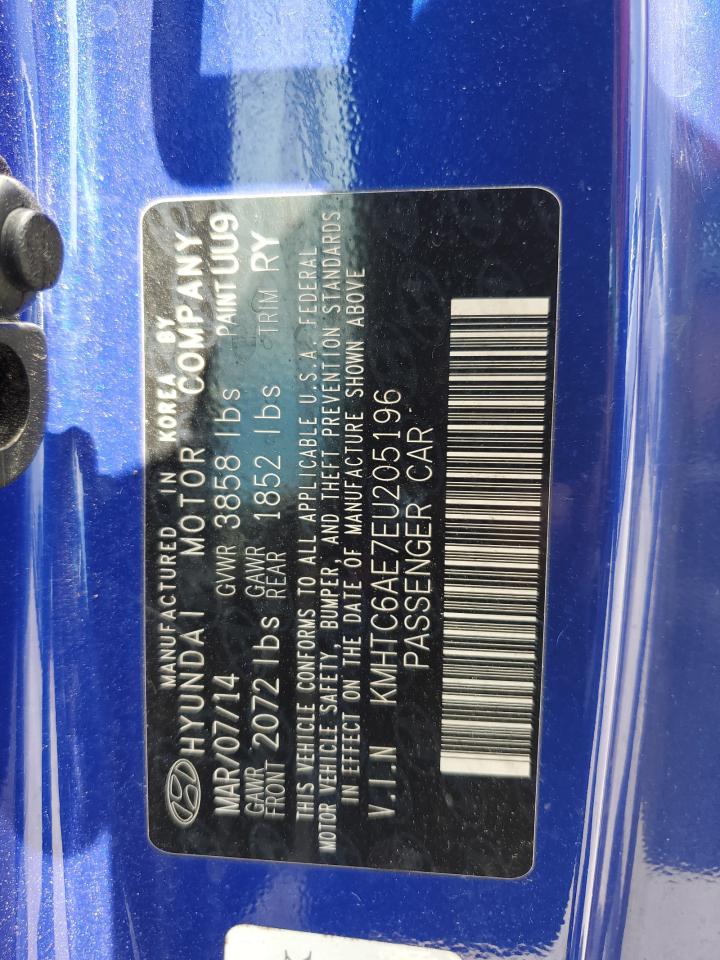 MANUFACTURED IN KOREA BY
HYUNDAI MOTOR COMPANY
MAR/07/14 GVWR 3858 lbs PAINT UU9
GAWR FRONT 2072 lbs GAWR REAR 1852 lbs TRIM RY
THIS VEHICLE CONFORMS TO ALL APPLICABLE U.S.A. FEDERAL
MOTOR VEHICLE SAFETY, BUMPER, AND THEFT PREVENTION STANDARDS
IN EFFECT ON THE DATE OF MANUFACTURE SHOWN ABOVE
V.I.N KMHTC6AE7EU205196
PASSENGER CAR